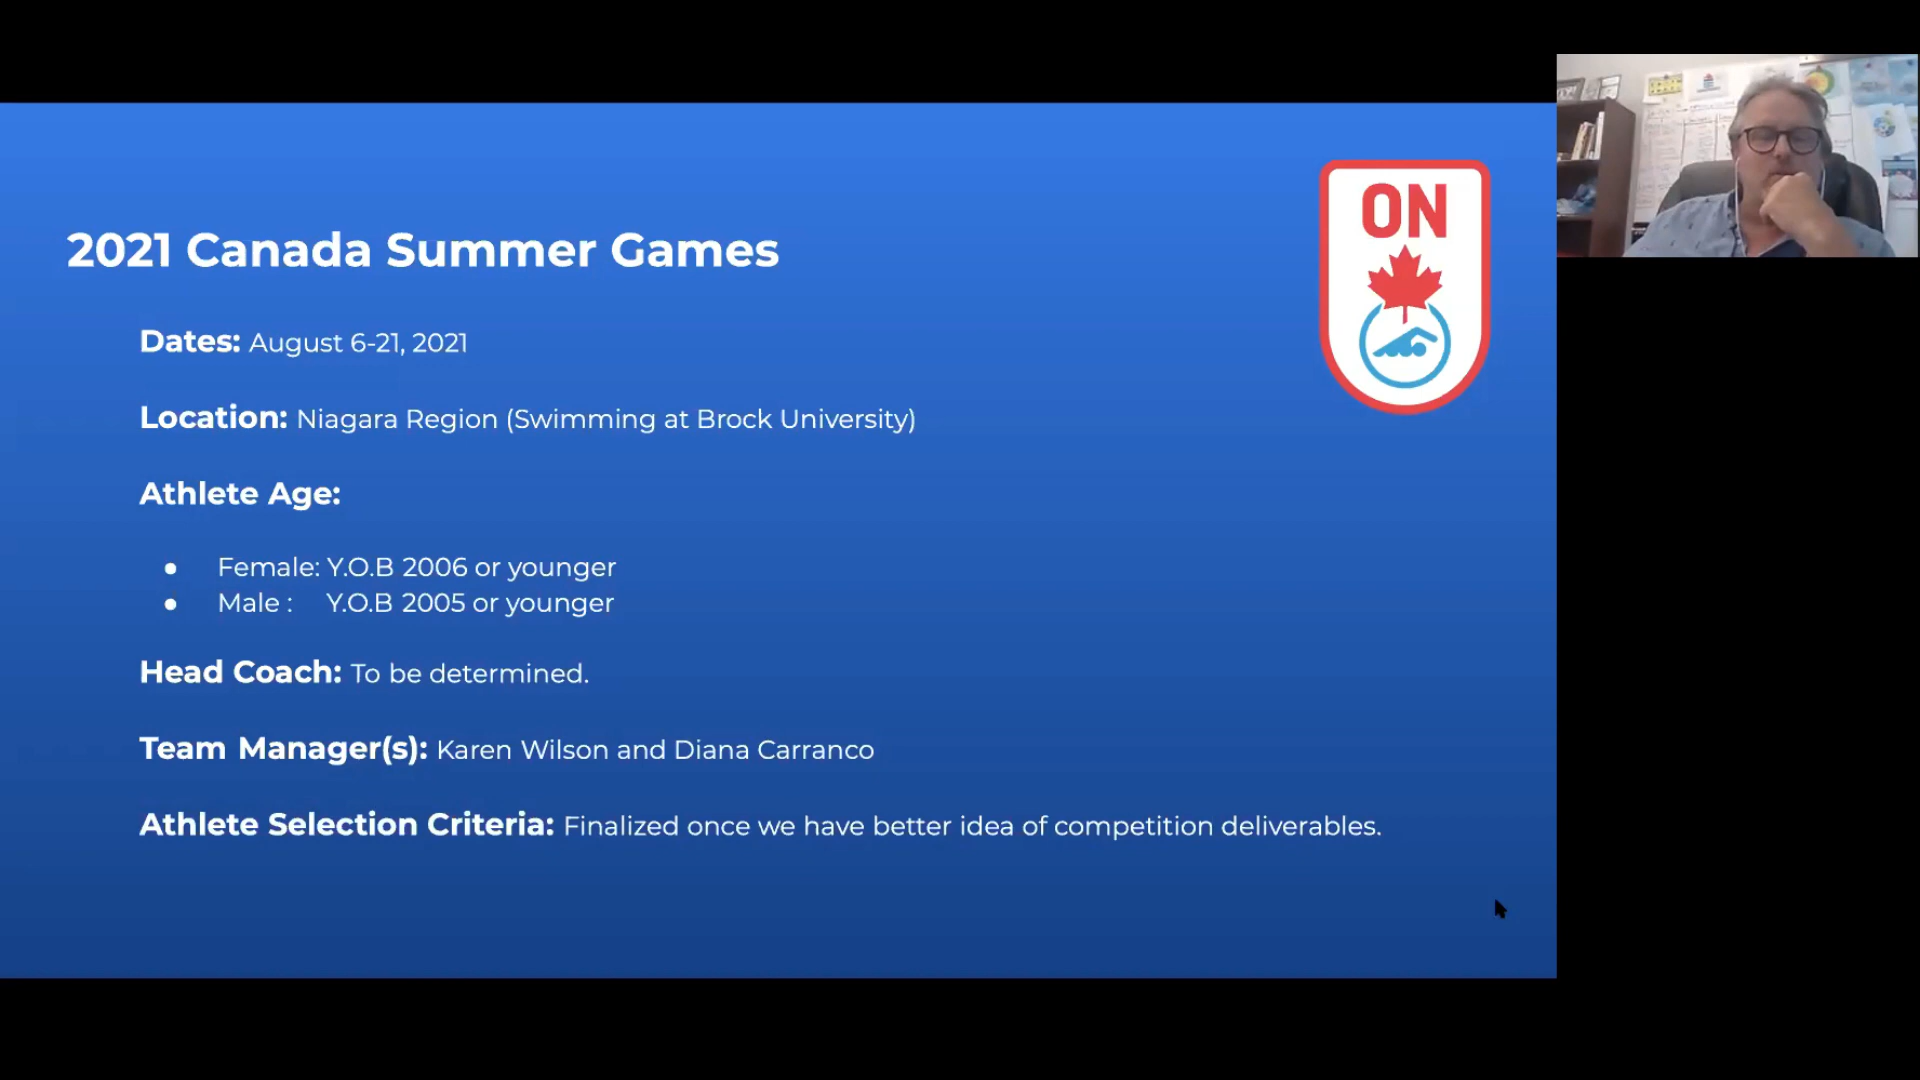 ON
2021 Canada Summer Games
Dates: August 6-21, 2021
Location: Niagara Region (Swimming at Brock University)
Athlete Age:
● Female: Y.O.B 2006 or younger
● Male : Y.O.B 2005 or younger
Head Coach: To be determined.
Team Manager(s): Karen Wilson and Diana Carranco
Athlete Selection Criteria: Finalized once we have better idea of competition deliverables.